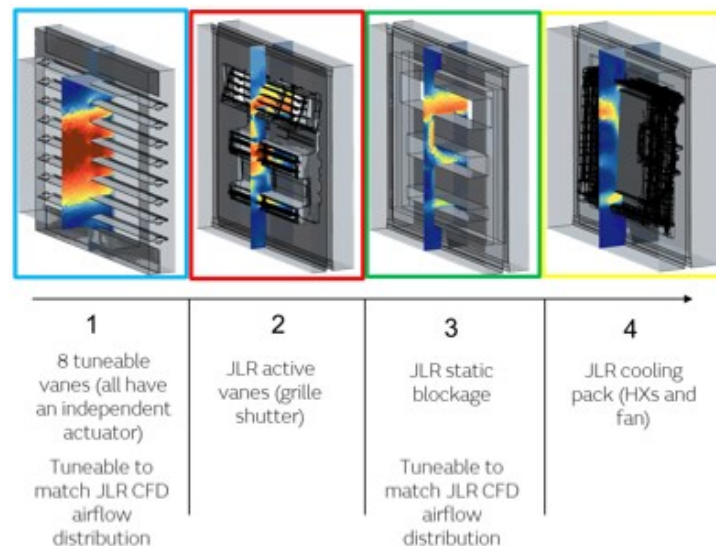 1
8 tuneable
vanes (all have
an independent
actuator)
Tuneable to
match JLR CFD
airflow
distribution
2
JLR active
vanes (grille
shutter)
3
JLR static
blockage
Tuneable to
match JLR CFD
airflow
distribution
4
JLR cooling
pack (HXs and
fan)